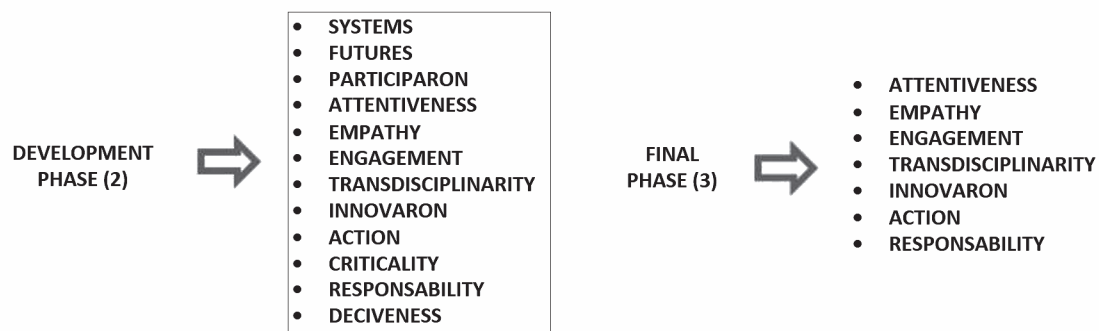 DEVELOPMENT
PHASE (2)
• SYSTEMS
• FUTURES
• PARTICIPARON
• ATTENTIVENESS
• EMPATHY
• ENGAGEMENT
• TRANSDISCIPLINARITY
• INNOVARON
• ACTION
• CRITICALITY
• RESPONSABILITY
• DECIVENESS
FINAL
PHASE (3)
• ATTENTIVENESS
• EMPATHY
• ENGAGEMENT
• TRANSDISCIPLINARITY
• INNOVARON
• ACTION
• RESPONSABILITY